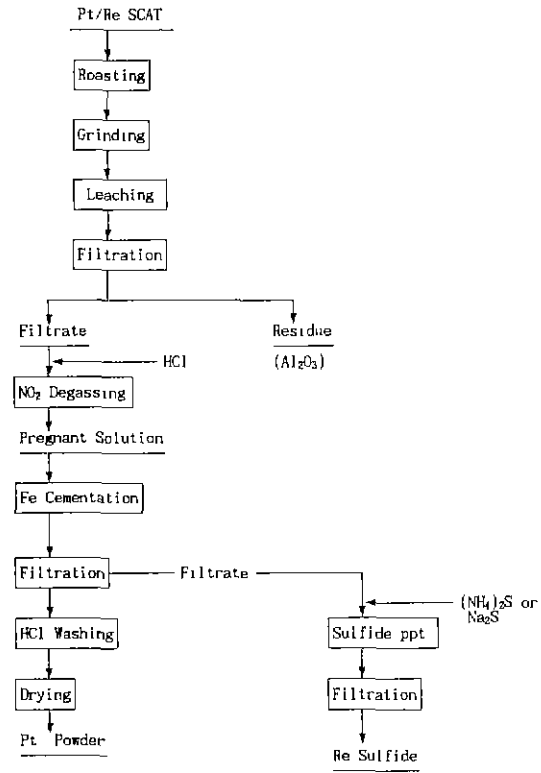 Pt/Re SCAT
Roasting
Grinding
Leaching
Filtration
Filtrate
Residue
(Al₂O₃)
HCl
NO₂ Degassing
Pregnant Solution
Fe Cementation
Filtration
Filtrate
(NH₄)₂S or
Na₂S
HCl Washing
Sulfide ppt
Drying
Filtration
Pt Powder
Re Sulfide